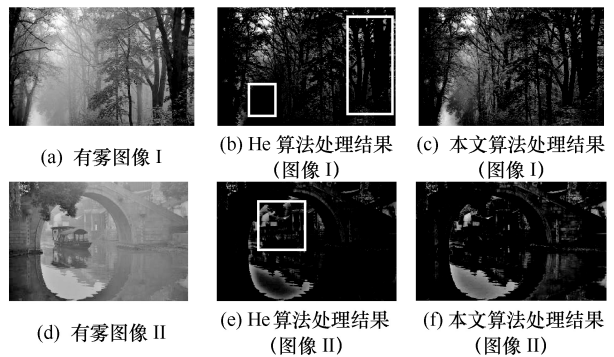 (a) 有雾图像 I
(b) He 算法处理结果
(图像 I)
(c) 本文算法处理结果
(图像 I)
(d) 有雾图像 II
(e) He 算法处理结果
(图像 II)
(f) 本文算法处理结果
(图像 II)